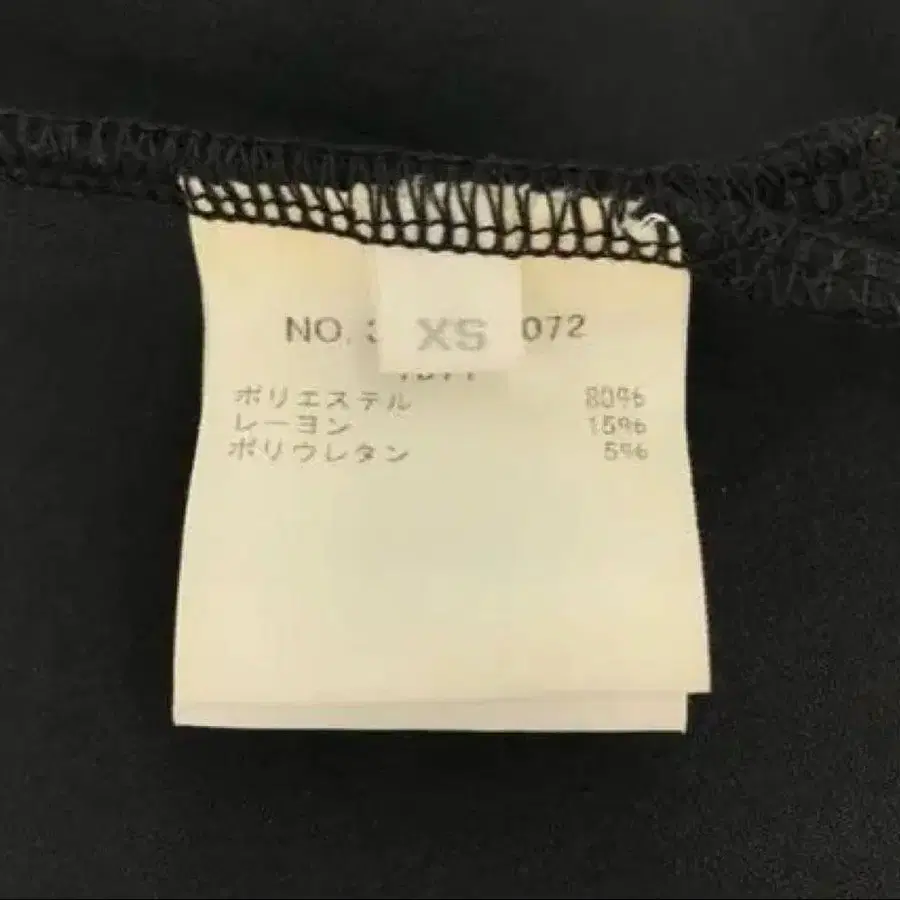 NO. 3
XS
072
ポリエステル 80%
レーヨン 15%
ポリウレタン 5%